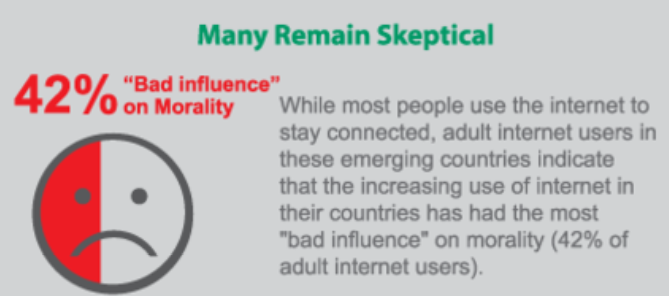 Many Remain Skeptical
42% "Bad influence"
on Morality
While most people use the internet to
stay connected, adult internet users in
these emerging countries indicate
that the increasing use of internet in
their countries has had the most
"bad influence" on morality (42% of
adult internet users).